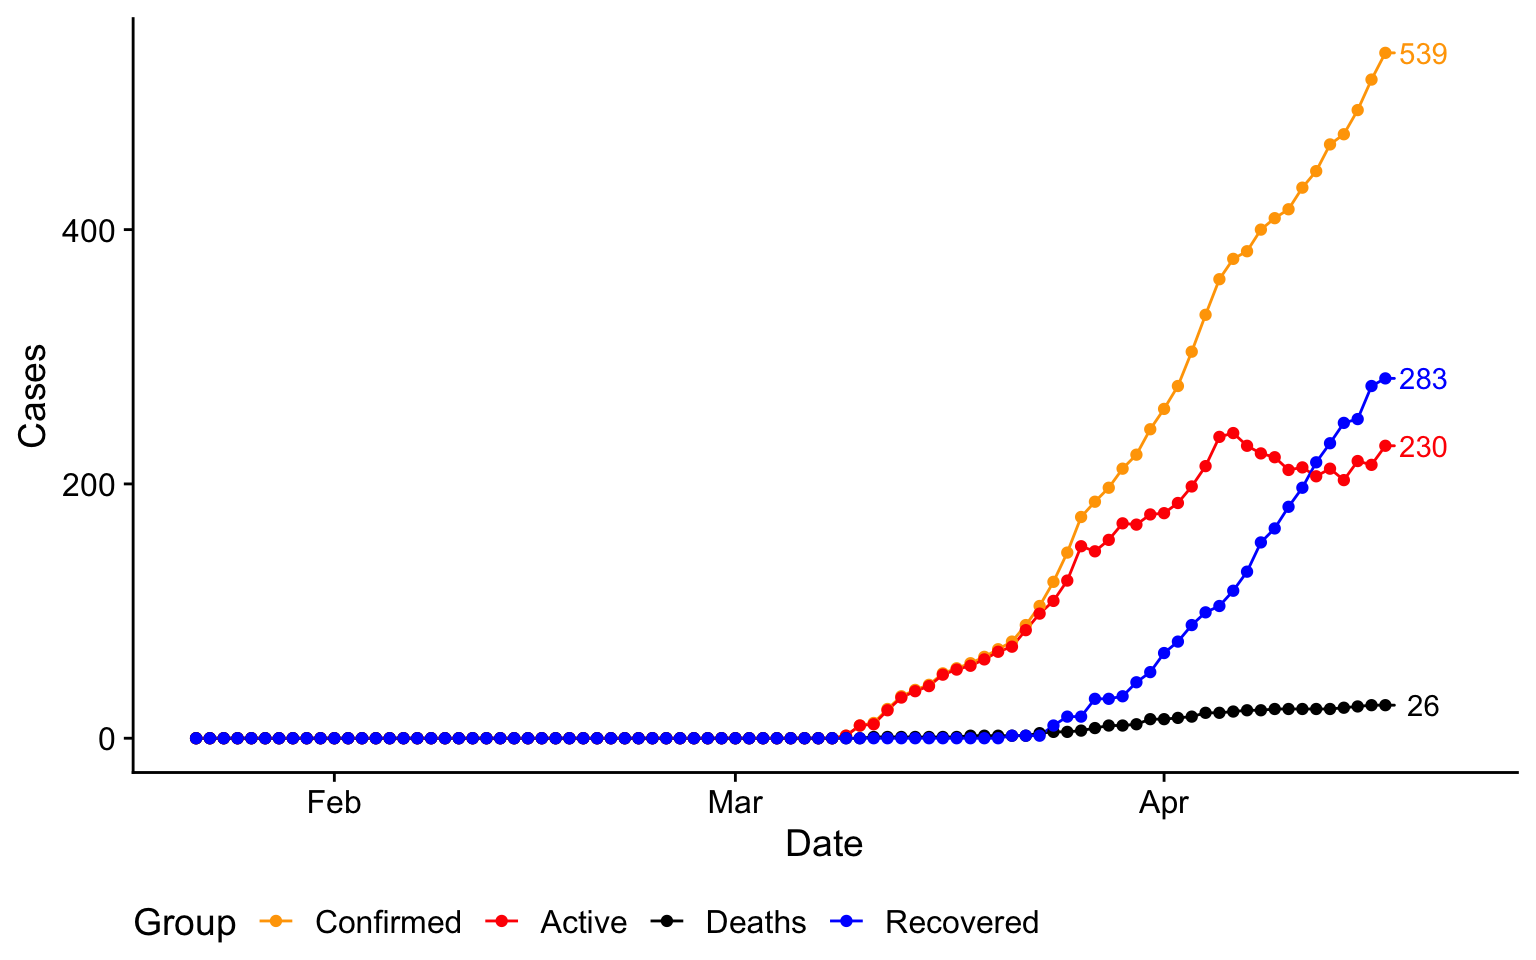 539
400
283
230
200
26
0
Cases
Feb Mar Apr
Date
Group Confirmed Active Deaths Recovered